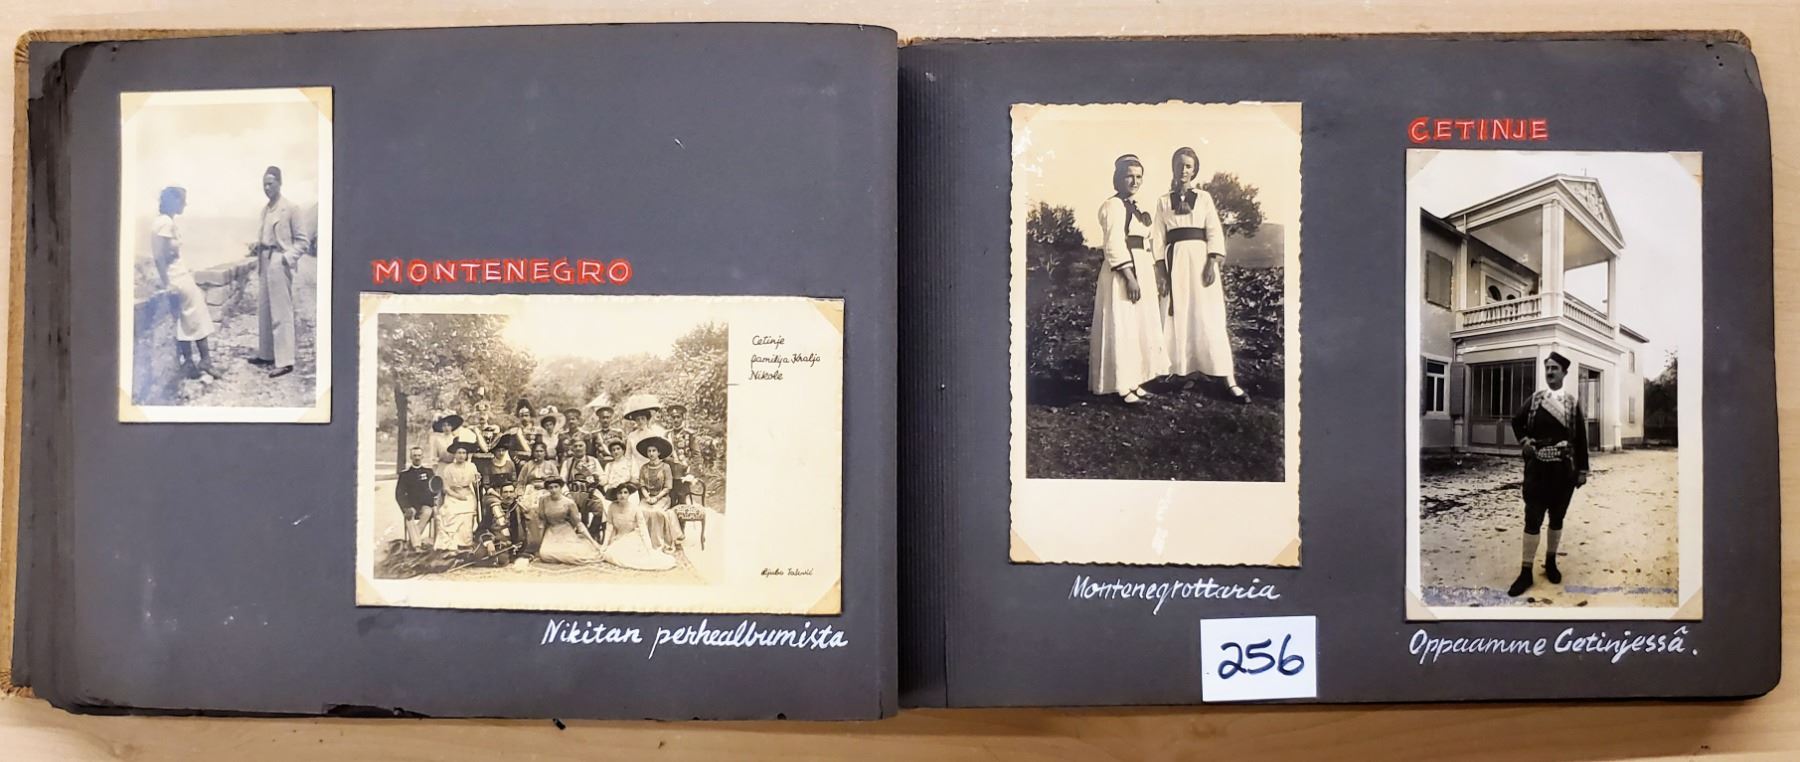 MONTENEGRO
Cetinje
familija Kralja
Nikole
Nikitan perhealbumista
CETINJE
Montenegrottaria
256
Oppaamme Cetinjessä.